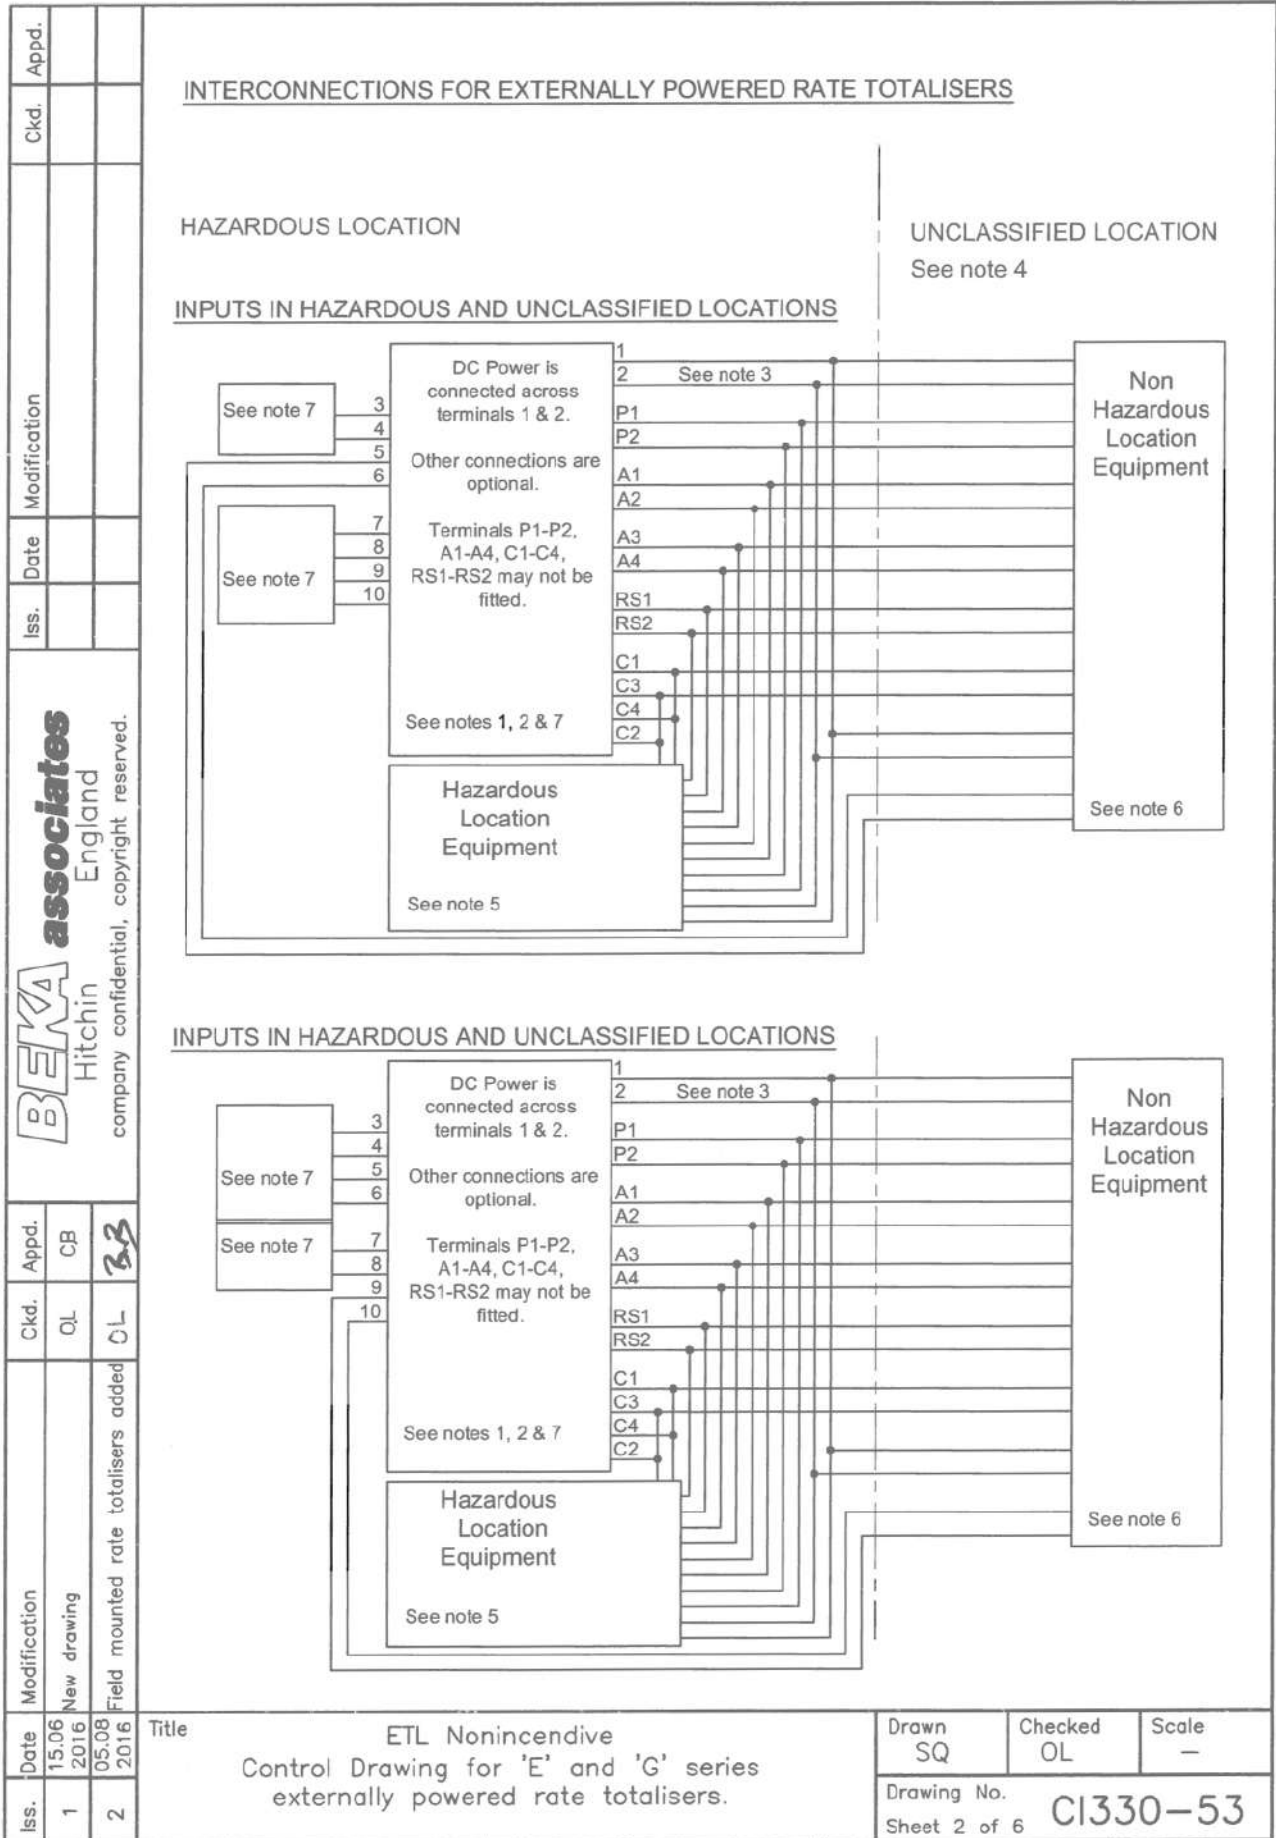 INTERCONNECTIONS FOR EXTERNALLY POWERED RATE TOTALISERS
HAZARDOUS LOCATION
UNCLASSIFIED LOCATION
See note 4
INPUTS IN HAZARDOUS AND UNCLASSIFIED LOCATIONS
See note 7
3
4
5
6
See note 7
7
8
9
10
DC Power is
connected across
terminals 1 & 2.
Other connections are
optional.
Terminals P1-P2,
A1-A4, C1-C4,
RS1-RS2 may not be
fitted.
See notes 1, 2 & 7
1
2
See note 3
P1
P2
A1
A2
A3
A4
RS1
RS2
C1
C3
C4
C2
Non
Hazardous
Location
Equipment
See note 6
Hazardous
Location
Equipment
See note 5
INPUTS IN HAZARDOUS AND UNCLASSIFIED LOCATIONS
See note 7
3
4
5
6
See note 7
7
8
9
10
DC Power is
connected across
terminals 1 & 2.
Other connections are
optional.
Terminals P1-P2,
A1-A4, C1-C4,
RS1-RS2 may not be
fitted.
See notes 1, 2 & 7
1
2
See note 3
P1
P2
A1
A2
A3
A4
RS1
RS2
C1
C3
C4
C2
Non
Hazardous
Location
Equipment
See note 6
Hazardous
Location
Equipment
See note 5
Iss. Date Modification Ckd. Appd.
BEKA associates
Hitchin England
company confidential, copyright reserved.
Iss. Date Modification Ckd. Appd.
1 15.06 2016 New drawing OL CB
2 05.08 2016 Field mounted rate totalisers added OL
Title
ETL Nonincendive
Control Drawing for 'E' and 'G' series
externally powered rate totalisers.
Drawn
SQ
Checked
OL
Scale
–
Drawing No.
Sheet 2 of 6
CI330–53